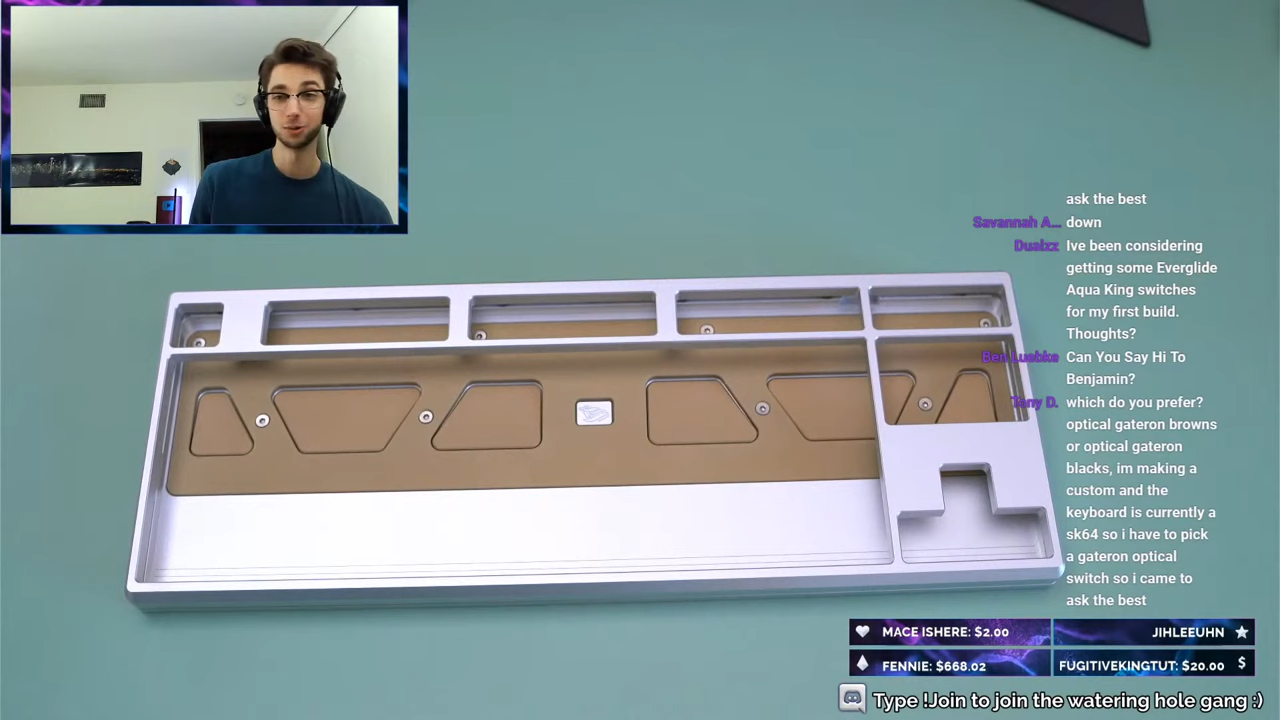 ask the best
Savannah A... down
Dualzz Ive been considering
getting some Everglide
Aqua King switches
for my first build.
Thoughts?
Ben Luebke Can You Say Hi To
Benjamin?
Tony D. which do you prefer?
optical gateron browns
or optical gateron
blacks, im making a
custom and the
keyboard is currently a
sk64 so i have to pick
a gateron optical
switch so i came to
ask the best
MACE ISHERE: $2.00
JIHLEEUHN
FENNIE: $668.02
FUGITIVEKINGTUT: $20.00
Type !Join to join the watering hole gang :)